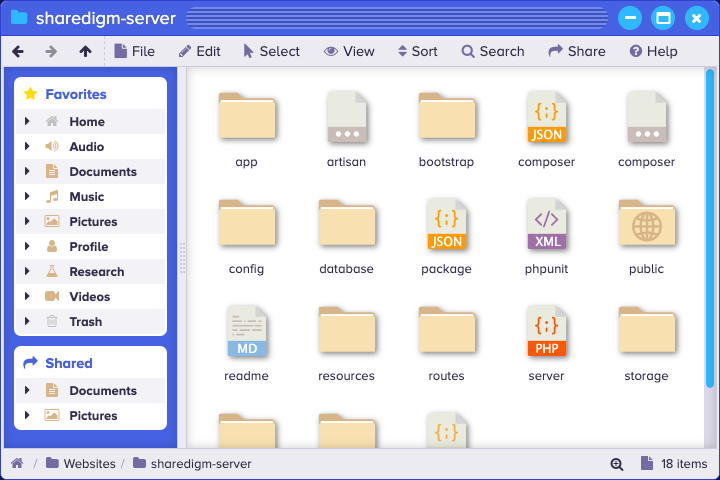 sharedigm-server
File Edit Select View Sort Search Share Help
Favorites
Home
Audio
Documents
Music
Pictures
Profile
Research
Videos
Trash
Shared
Documents
Pictures
JSON
app artisan bootstrap composer composer
JSON XML
config database package phpunit public
MD PHP
readme resources routes server storage
/ Websites / sharedigm-server 18 items